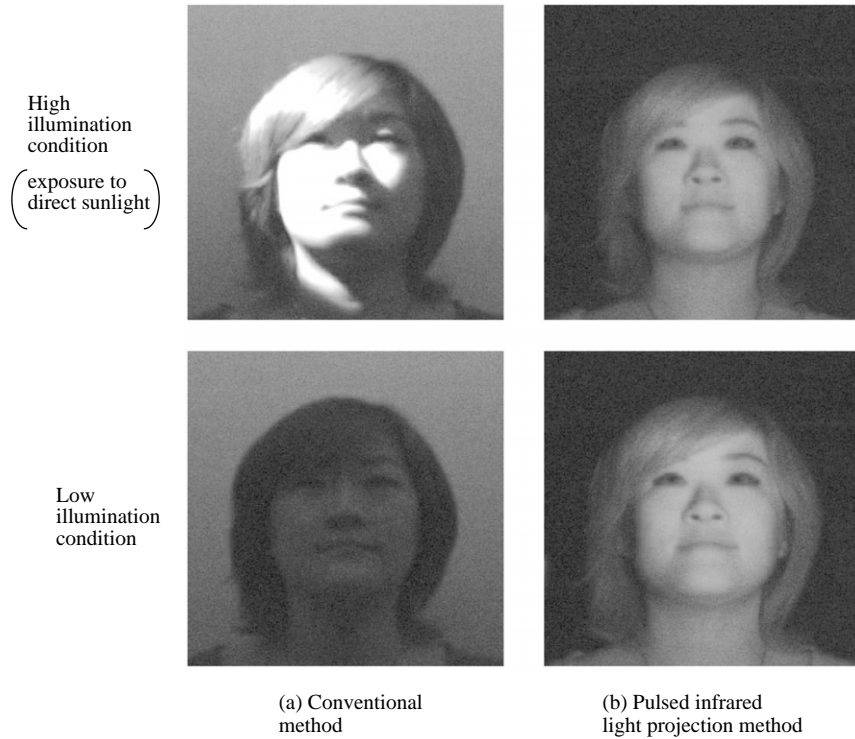 High
illumination
condition
(exposure to
direct sunlight)
Low
illumination
condition
(a) Conventional
method
(b) Pulsed infrared
light projection method